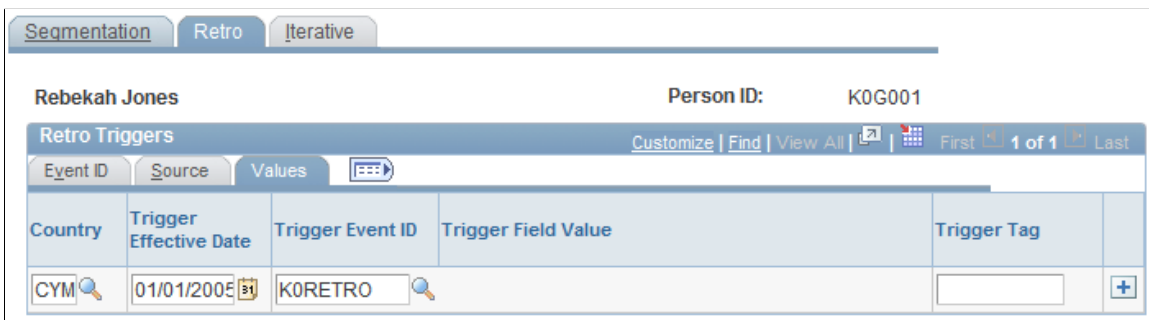 Segmentation Retro Iterative
Rebekah Jones Person ID: K0G001
Retro Triggers Customize | Find | View All | | First 1 of 1 Last
Event ID Source Values
Country Trigger Effective Date Trigger Event ID Trigger Field Value Trigger Tag
CYM 01/01/2005 31 K0RETRO